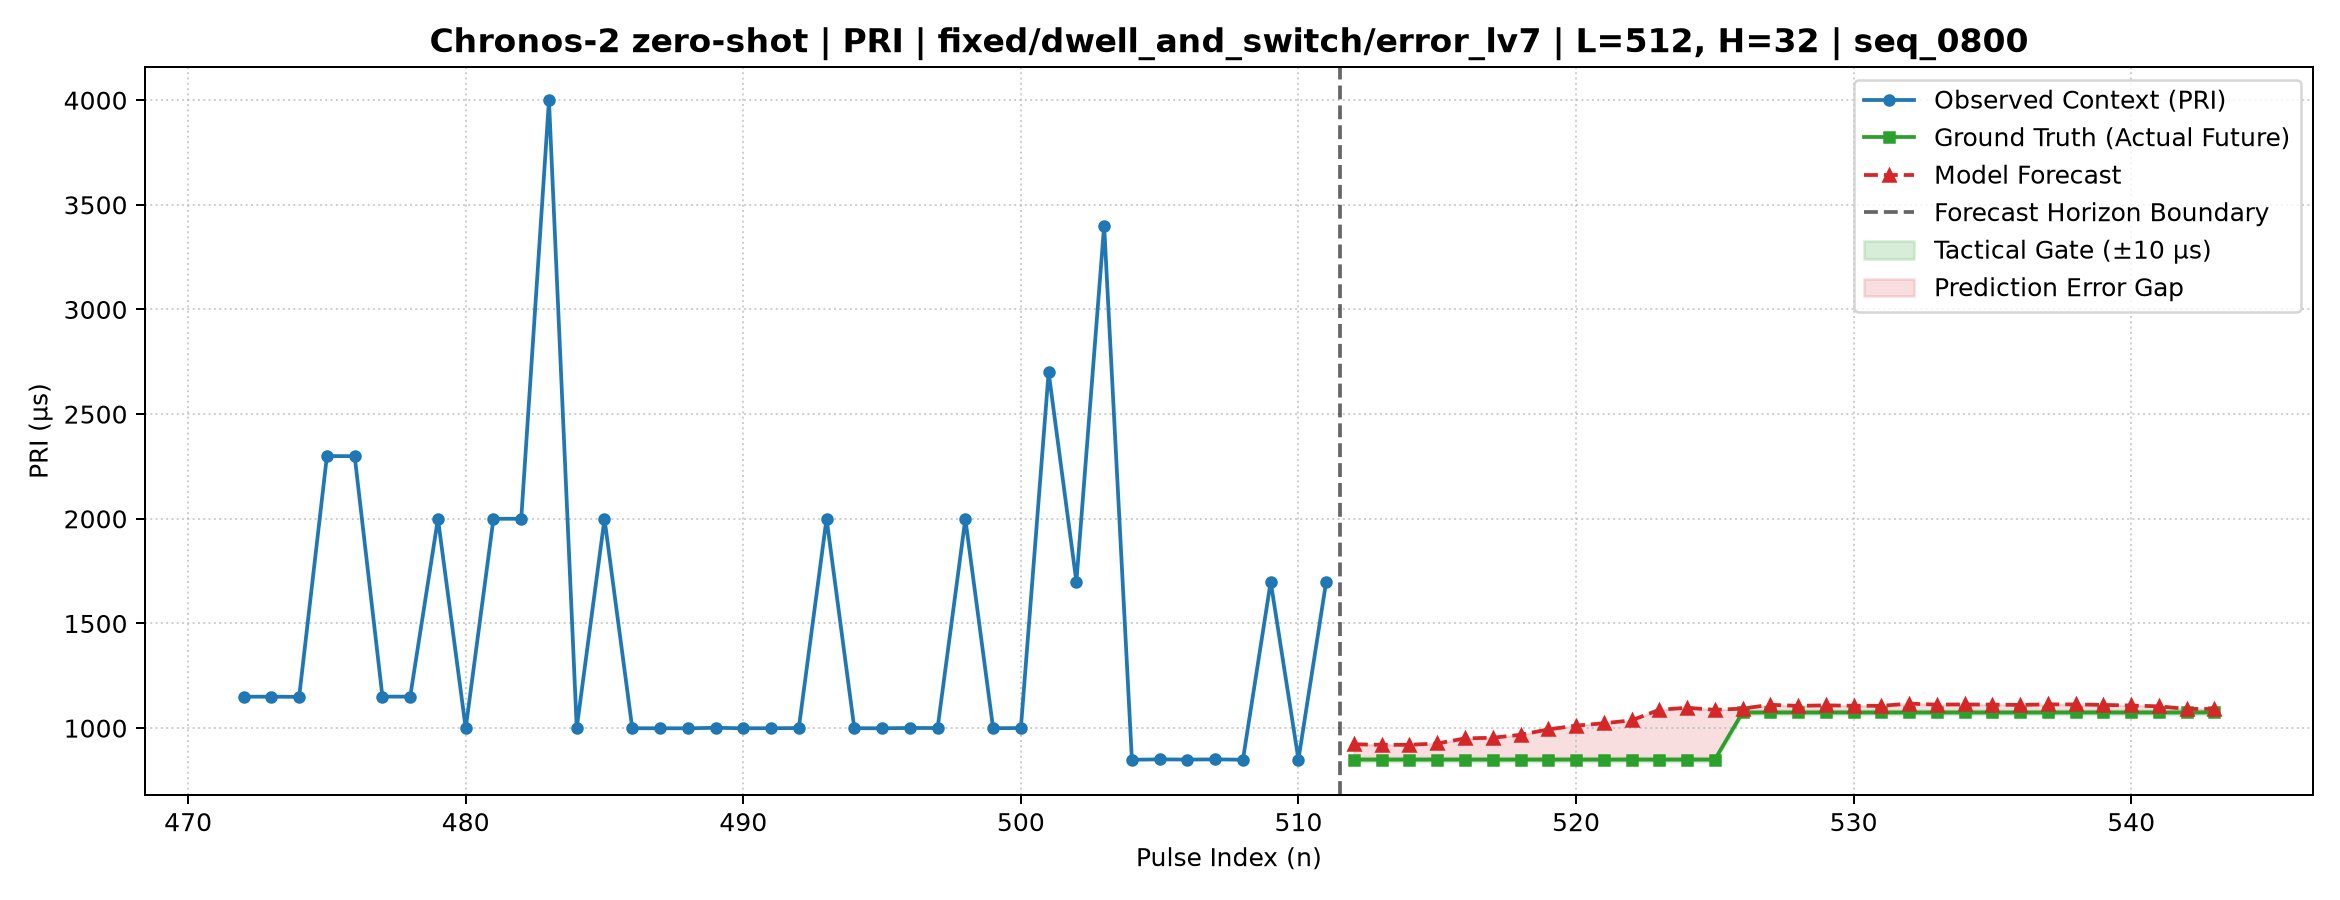 Chronos-2 zero-shot | PRI | fixed/dwell_and_switch/error_lv7 | L=512, H=32 | seq_0800
Observed Context (PRI)
Ground Truth (Actual Future)
Model Forecast
Forecast Horizon Boundary
Tactical Gate (±10 µs)
Prediction Error Gap
PRI (µs)
4000
3500
3000
2500
2000
1500
1000
470 480 490 500 510 520 530 540
Pulse Index (n)